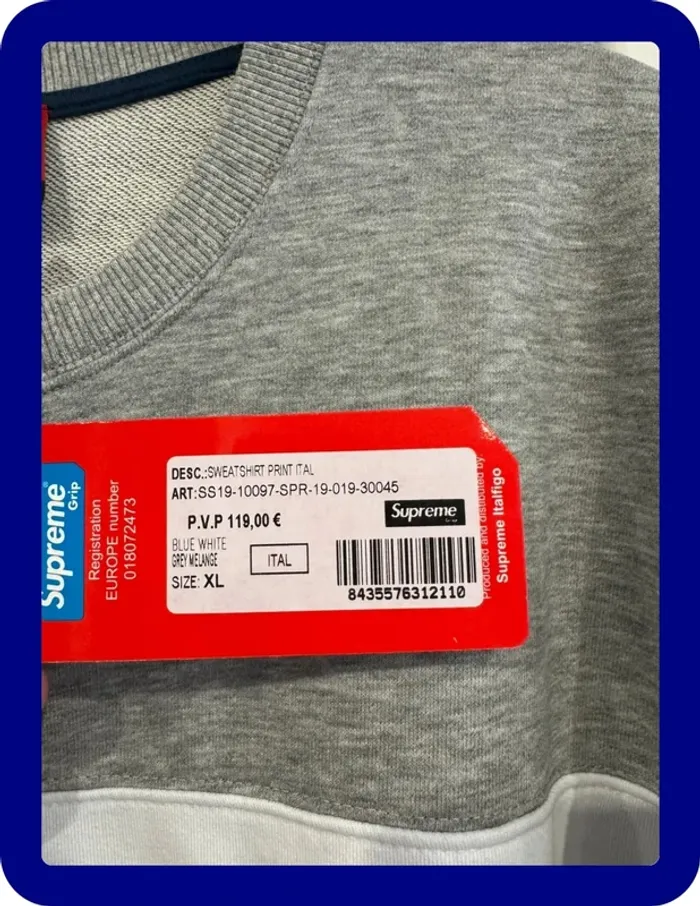 Supreme®
Grip
Registration
EUROPE number
018072473
DESC.:SWEATSHIRT PRINT ITAL
ART:SS19-10097-SPR-19-019-30045
P.V.P 119,00 €
Supreme
Grip
BLUE WHITE
GREY MELANGE
ITAL
SIZE: XL
8435576312110
Produced and distributed by:
Supreme Italfigo